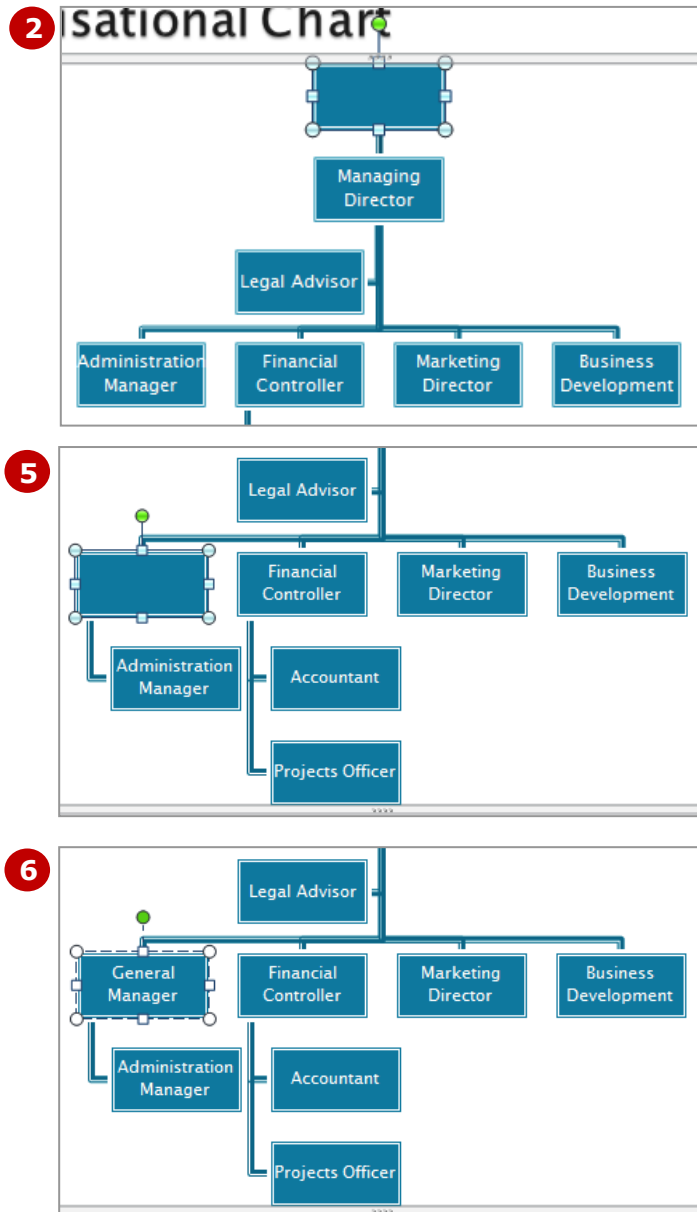 2
isational Chart
Managing
Director
Legal Advisor
Administration
Manager
Financial
Controller
Marketing
Director
Business
Development
5
Legal Advisor
Financial
Controller
Marketing
Director
Business
Development
Administration
Manager
Accountant
Projects Officer
6
Legal Advisor
General
Manager
Financial
Controller
Marketing
Director
Business
Development
Administration
Manager
Accountant
Projects Officer